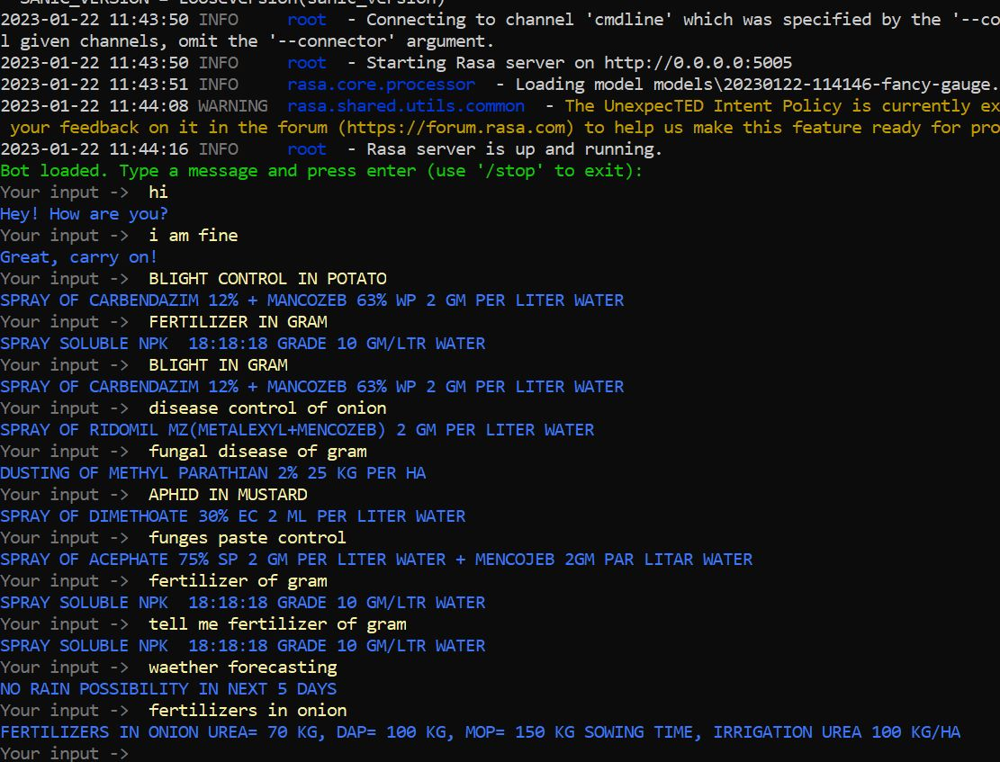 SANIC_VERSION = LooseVersion(sanic_version)
2023-01-22 11:43:50 INFO     root  - Connecting to channel 'cmdline' which was specified by the '--co
l given channels, omit the '--connector' argument.
2023-01-22 11:43:50 INFO     root  - Starting Rasa server on http://0.0.0.0:5005
2023-01-22 11:43:51 INFO     rasa.core.processor  - Loading model models\20230122-114146-fancy-gauge.
2023-01-22 11:44:08 WARNING  rasa.shared.utils.common  - The UnexpecTED Intent Policy is currently ex
your feedback on it in the forum (https://forum.rasa.com) to help us make this feature ready for pro
2023-01-22 11:44:16 INFO     root  - Rasa server is up and running.
Bot loaded. Type a message and press enter (use '/stop' to exit):
Your input ->  hi
Hey! How are you?
Your input ->  i am fine
Great, carry on!
Your input ->  BLIGHT CONTROL IN POTATO
SPRAY OF CARBENDAZIM 12% + MANCOZEB 63% WP 2 GM PER LITER WATER
Your input ->  FERTILIZER IN GRAM
SPRAY SOLUBLE NPK  18:18:18 GRADE 10 GM/LTR WATER
Your input ->  BLIGHT IN GRAM
SPRAY OF CARBENDAZIM 12% + MANCOZEB 63% WP 2 GM PER LITER WATER
Your input ->  disease control of onion
SPRAY OF RIDOMIL MZ(METALEXYL+MENCOZEB) 2 GM PER LITER WATER
Your input ->  fungal disease of gram
DUSTING OF METHYL PARATHIAN 2% 25 KG PER HA
Your input ->  APHID IN MUSTARD
SPRAY OF DIMETHOATE 30% EC 2 ML PER LITER WATER
Your input ->  funges paste control
SPRAY OF ACEPHATE 75% SP 2 GM PER LITER WATER + MENCOJEB 2GM PAR LITAR WATER
Your input ->  fertilizer of gram
SPRAY SOLUBLE NPK  18:18:18 GRADE 10 GM/LTR WATER
Your input ->  tell me fertilizer of gram
SPRAY SOLUBLE NPK  18:18:18 GRADE 10 GM/LTR WATER
Your input ->  waether forecasting
NO RAIN POSSIBILITY IN NEXT 5 DAYS
Your input ->  fertilizers in onion
FERTILIZERS IN ONION UREA= 70 KG, DAP= 100 KG, MOP= 150 KG SOWING TIME, IRRIGATION UREA 100 KG/HA
Your input ->